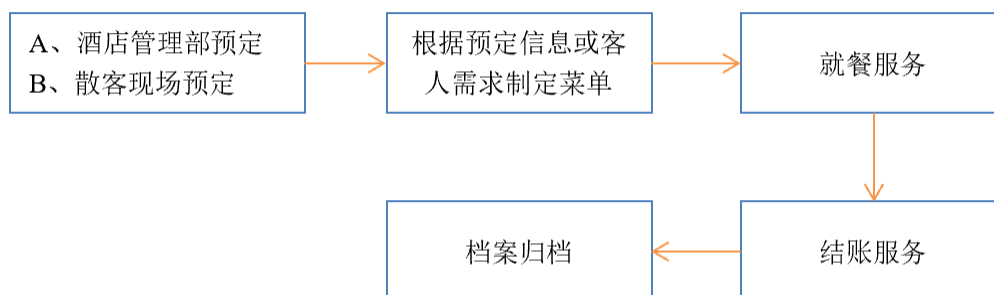 A、酒店管理部预定
B、散客现场预定
根据预定信息或客
人需求制定菜单
就餐服务
结账服务
档案归档